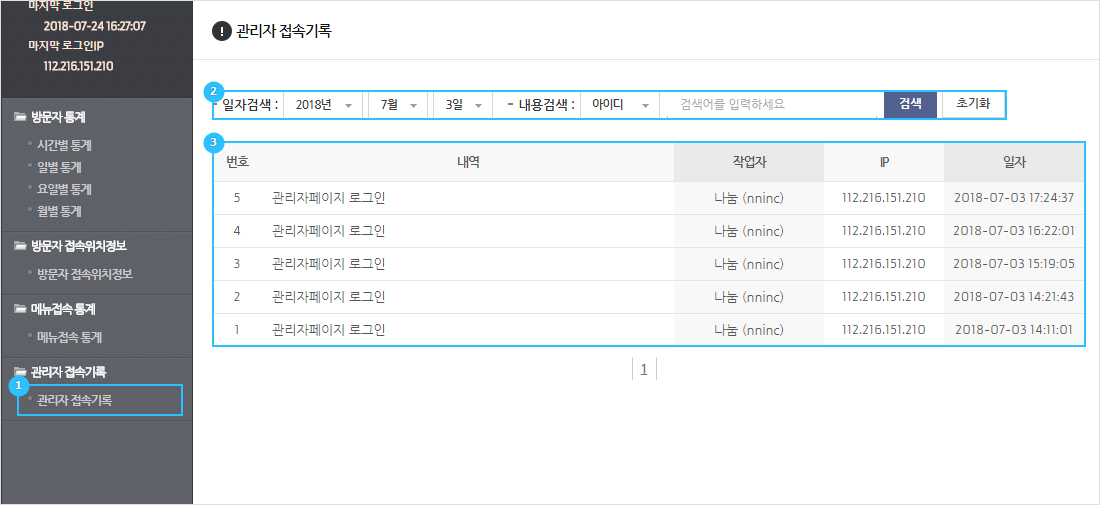 마지막 로그인
2018-07-24 16:27:07
마지막 로그인IP
112.216.151.210
방문자 통계
시간별 통계
일별 통계
요일별 통계
월별 통계
방문자 접속위치정보
방문자 접속위치정보
메뉴접속 통계
메뉴접속 통계
관리자 접속기록
1
관리자 접속기록
! 관리자 접속기록
2
- 일자검색 : 2018년 7월 3일 - 내용검색 : 아이디 검색어를 입력하세요 검색 초기화
3
번호 내역 작업자 IP 일자
5 관리자페이지 로그인 나눔 (nninc) 112.216.151.210 2018-07-03 17:24:37
4 관리자페이지 로그인 나눔 (nninc) 112.216.151.210 2018-07-03 16:22:01
3 관리자페이지 로그인 나눔 (nninc) 112.216.151.210 2018-07-03 15:19:05
2 관리자페이지 로그인 나눔 (nninc) 112.216.151.210 2018-07-03 14:21:43
1 관리자페이지 로그인 나눔 (nninc) 112.216.151.210 2018-07-03 14:11:01
1